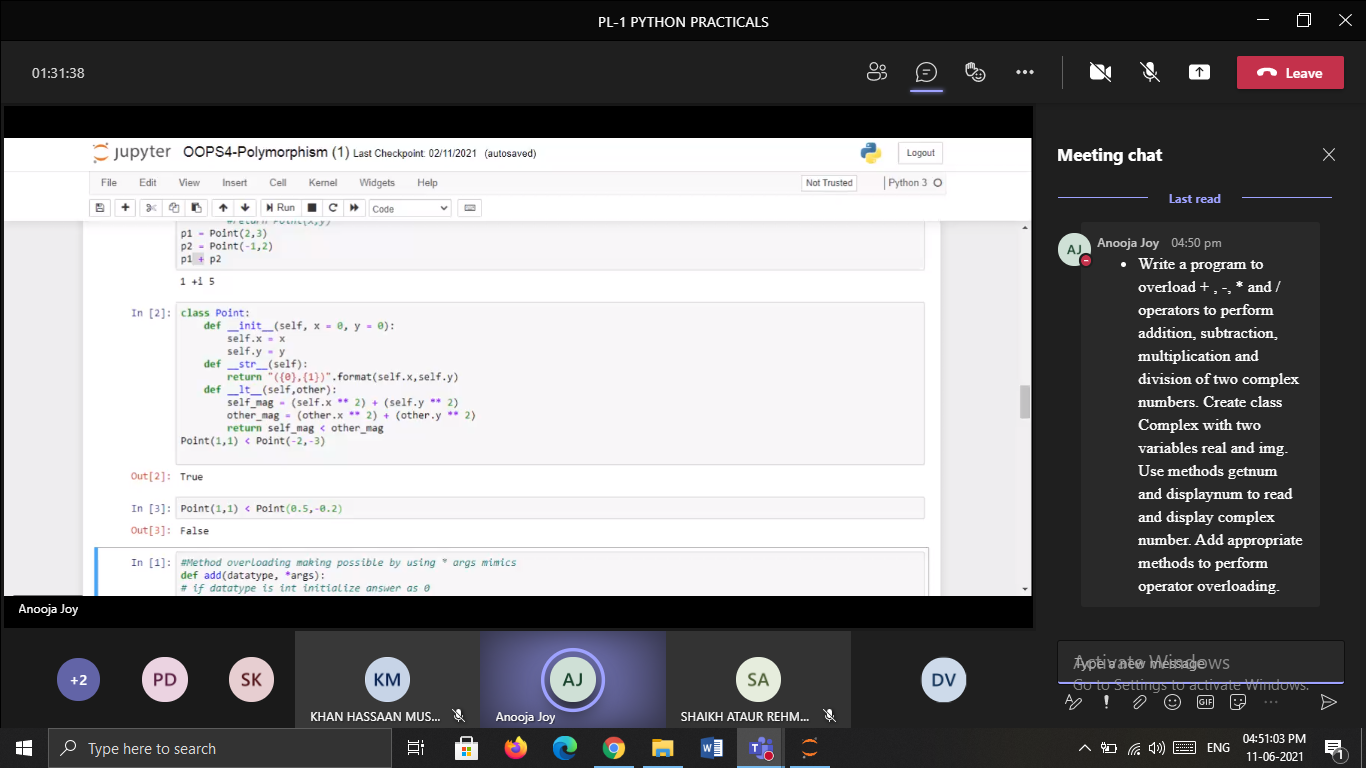 PL-1 PYTHON PRACTICALS
01:31:38
Leave
jupyter OOPS4-Polymorphism (1) Last Checkpoint: 02/11/2021 (autosaved)
Logout
File Edit View Insert Cell Kernel Widgets Help
Not Trusted
Python 3
Run
Code
#return Point(x,y)
p1 = Point(2,3)
p2 = Point(-1,2)
p1 + p2
1 +i 5
In [2]: class Point:
def __init__(self, x = 0, y = 0):
self.x = x
self.y = y
def __str__(self):
return "({0},{1})".format(self.x,self.y)
def __lt__(self,other):
self_mag = (self.x ** 2) + (self.y ** 2)
other_mag = (other.x ** 2) + (other.y ** 2)
return self_mag < other_mag
Point(1,1) < Point(-2,-3)
Out[2]: True
In [3]: Point(1,1) < Point(0.5,-0.2)
Out[3]: False
In [1]: #Method overloading making possible by using * args mimics
def add(datatype, *args):
# if datatype is int initialize answer as 0
Anooja Joy
Meeting chat
Last read
AJ
Anooja Joy 04:50 pm
• Write a program to
overload + , -, * and /
operators to perform
addition, subtraction,
multiplication and
division of two complex
numbers. Create class
Complex with two
variables real and img.
Use methods getnum
and displaynum to read
and display complex
number. Add appropriate
methods to perform
operator overloading.
Type a new message
Activate Windows
Go to Settings to activate Windows.
GIF
+2
PD
SK
KM
KHAN HASSAAN MUS...
AJ
Anooja Joy
SA
SHAIKH ATAUR REHM...
DV
Type here to search
ENG
04:51:03 PM
11-06-2021
1